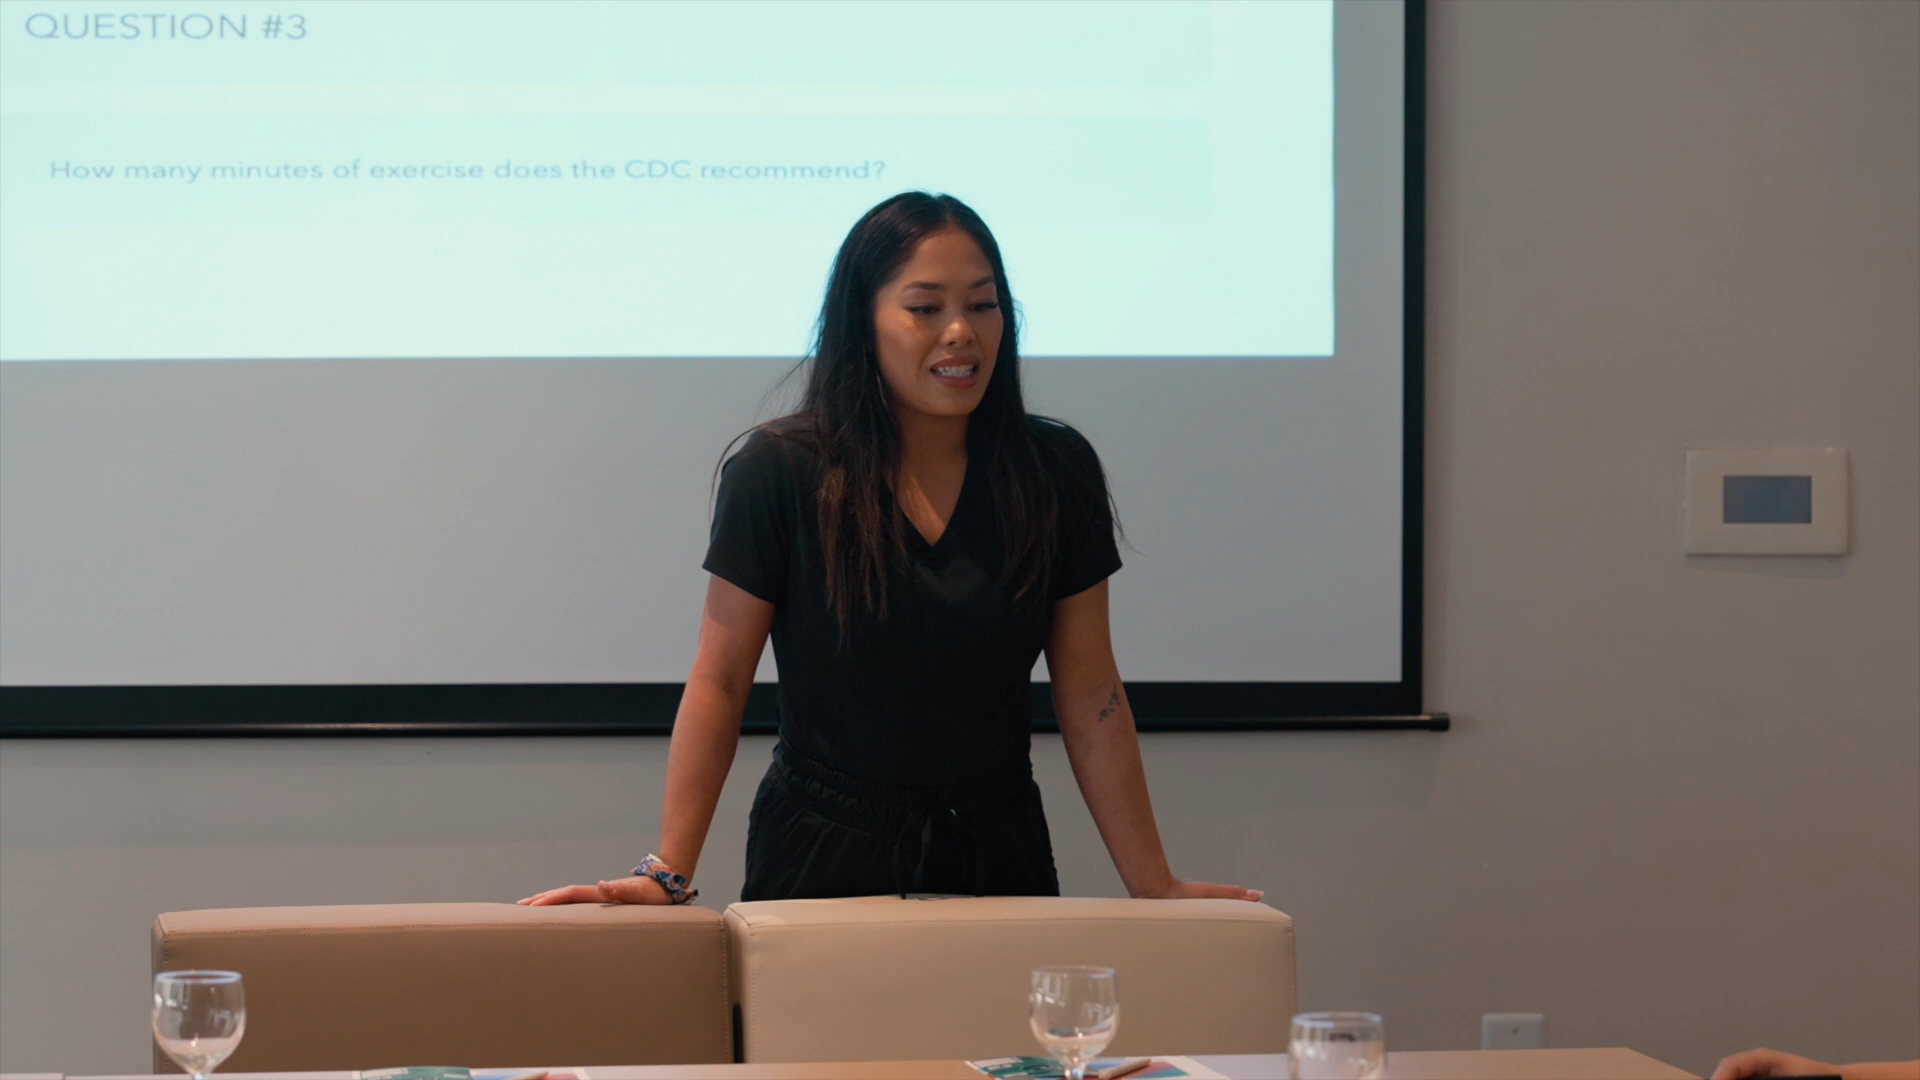 QUESTION #3
How many minutes of exercise does the CDC recommend?